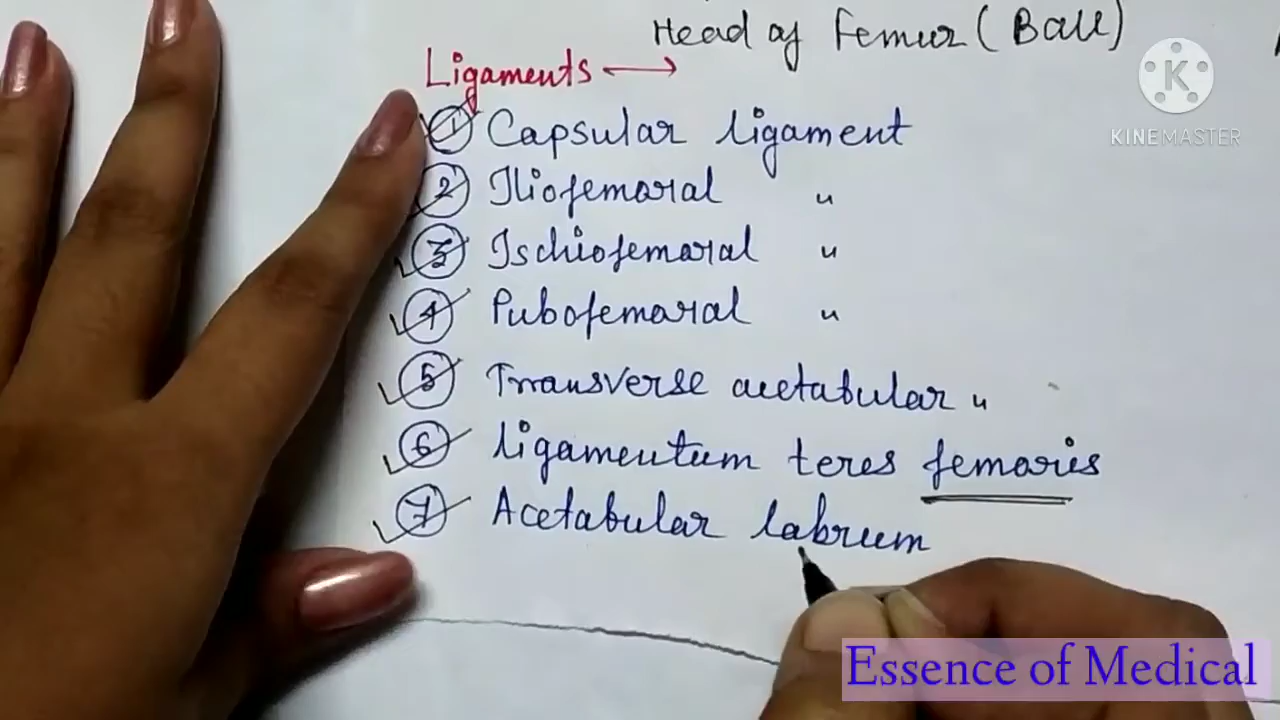 Head of Femur (Ball)
Ligaments →
① Capsular ligament
② Iliofemoral "
③ Ischiofemoral "
④ Pubofemoral "
⑤ Transverse acetabular "
⑥ ligamentum teres femoris
⑦ Acetabular labrum
K
KINEMASTER
Essence of Medical